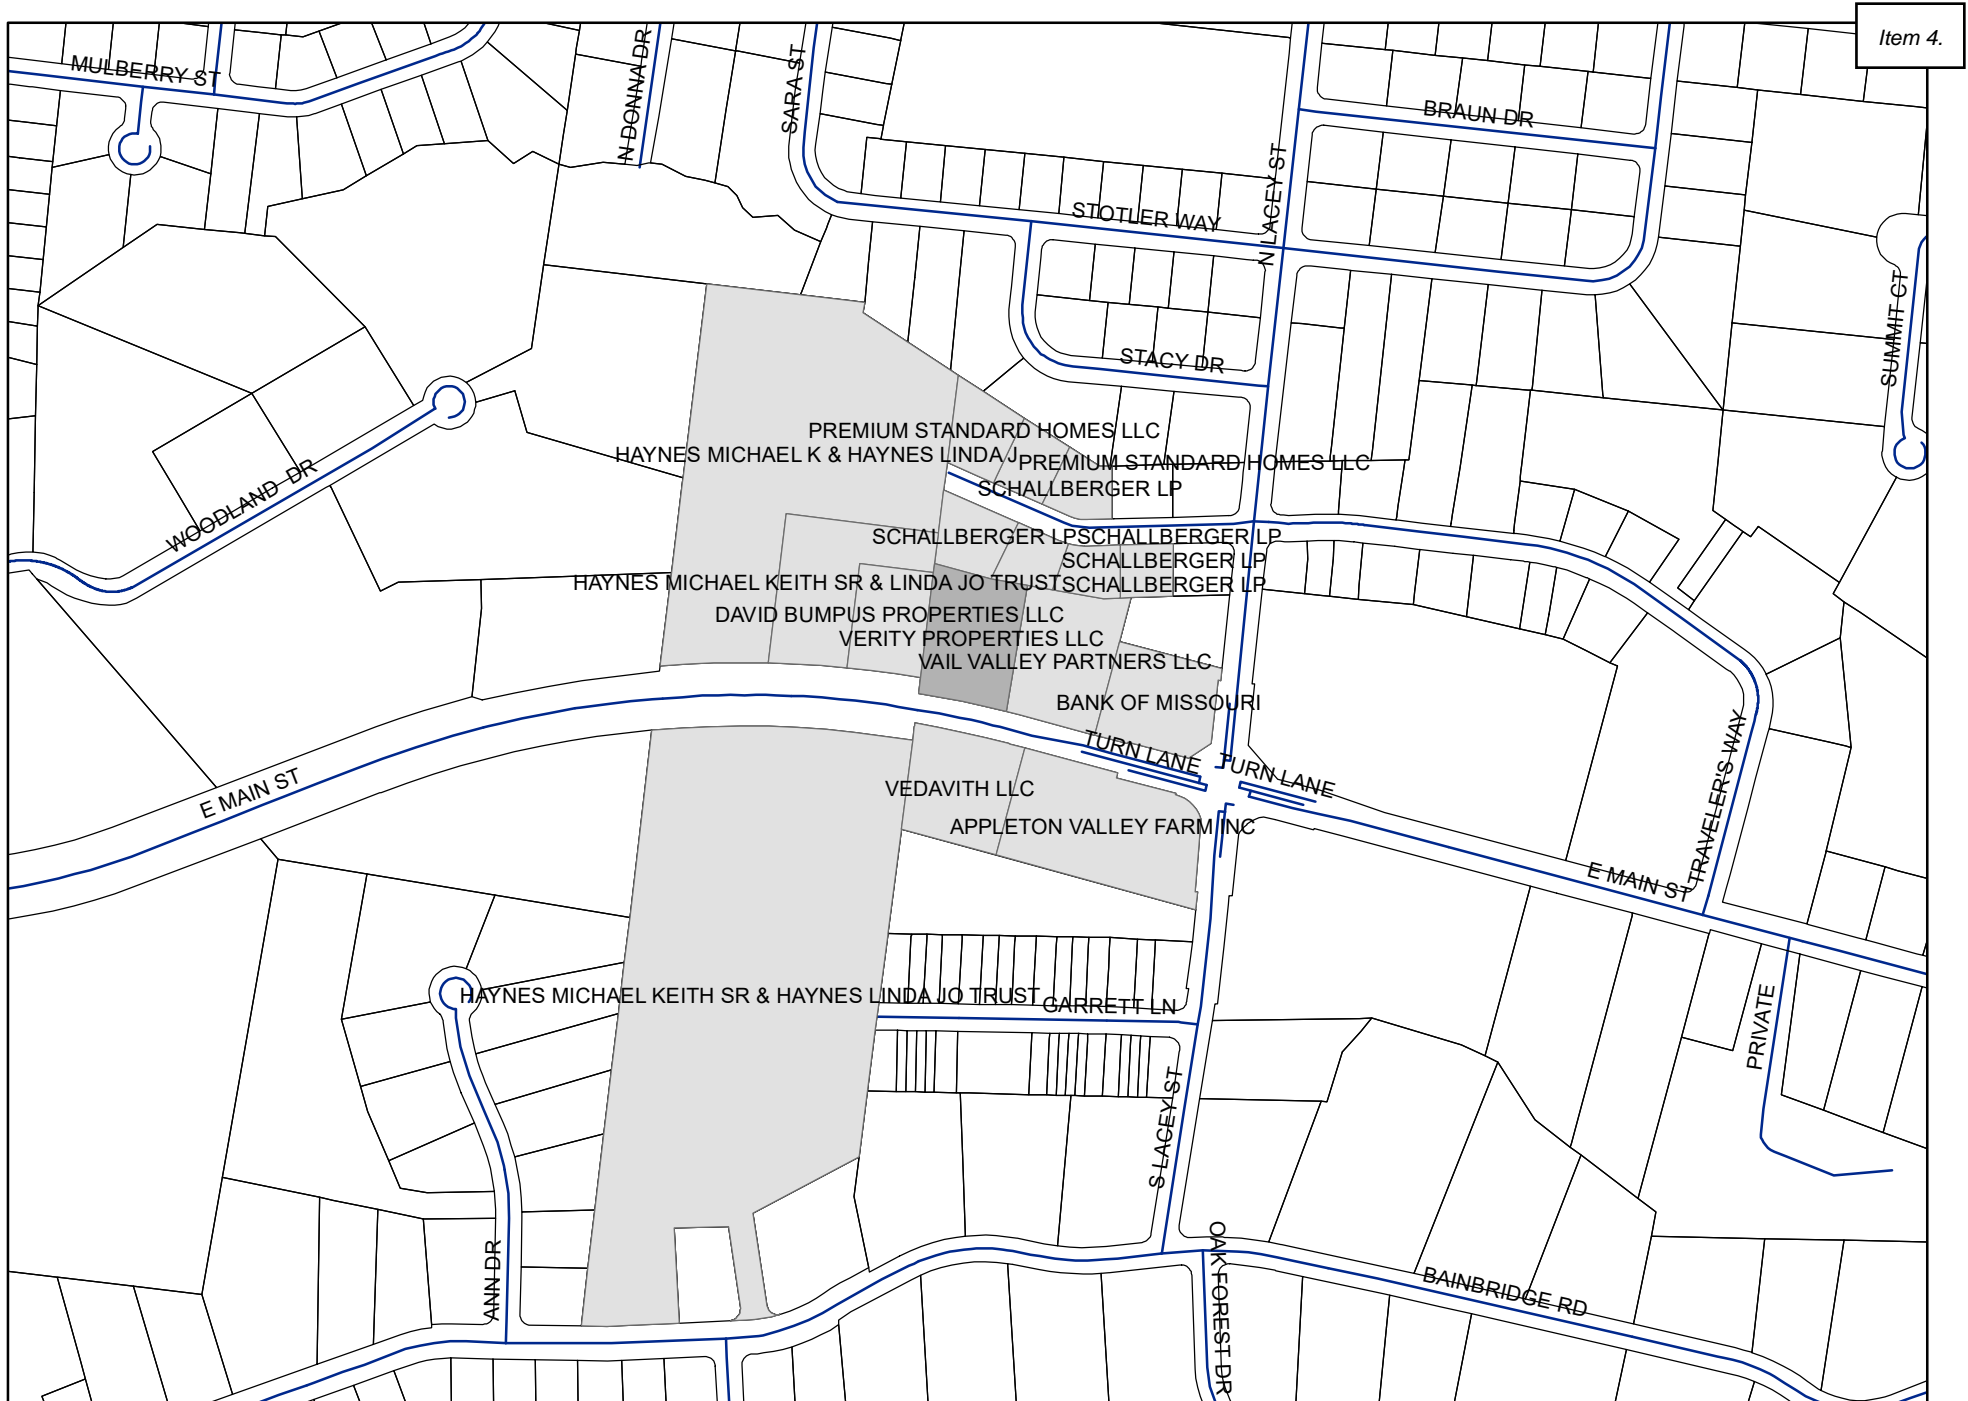 Item 4.
MULBERRY ST
N DONNA DR
SARA ST
BRAUN DR
N LACEY ST
STOTLER WAY
SUMMIT CT
STACY DR
PREMIUM STANDARD HOMES LLC
HAYNES MICHAEL K & HAYNES LINDA J
PREMIUM STANDARD HOMES LLC
WOODLAND DR
SCHALLBERGER LP
SCHALLBERGER LP
SCHALLBERGER LP
SCHALLBERGER LP
HAYNES MICHAEL KEITH SR & LINDA JO TRUST
SCHALLBERGER LP
DAVID BUMPUS PROPERTIES LLC
VERITY PROPERTIES LLC
VAIL VALLEY PARTNERS LLC
BANK OF MISSOURI
TURN LANE
TURN LANE
TRAVELER'S WAY
E MAIN ST
VEDAVITH LLC
APPLETON VALLEY FARM INC
E MAIN ST
HAYNES MICHAEL KEITH SR & HAYNES LINDA JO TRUST
GARRETT LN
PRIVATE
S LACEY ST
ANN DR
OAK FOREST DR
BAINBRIDGE RD